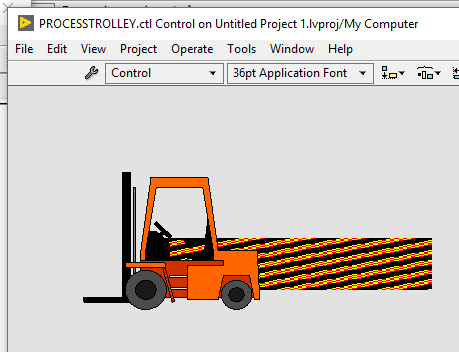 PROCESSTROLLEY.ctl Control on Untitled Project 1.lvproj/My Computer
File Edit View Project Operate Tools Window Help
Control 36pt Application Font